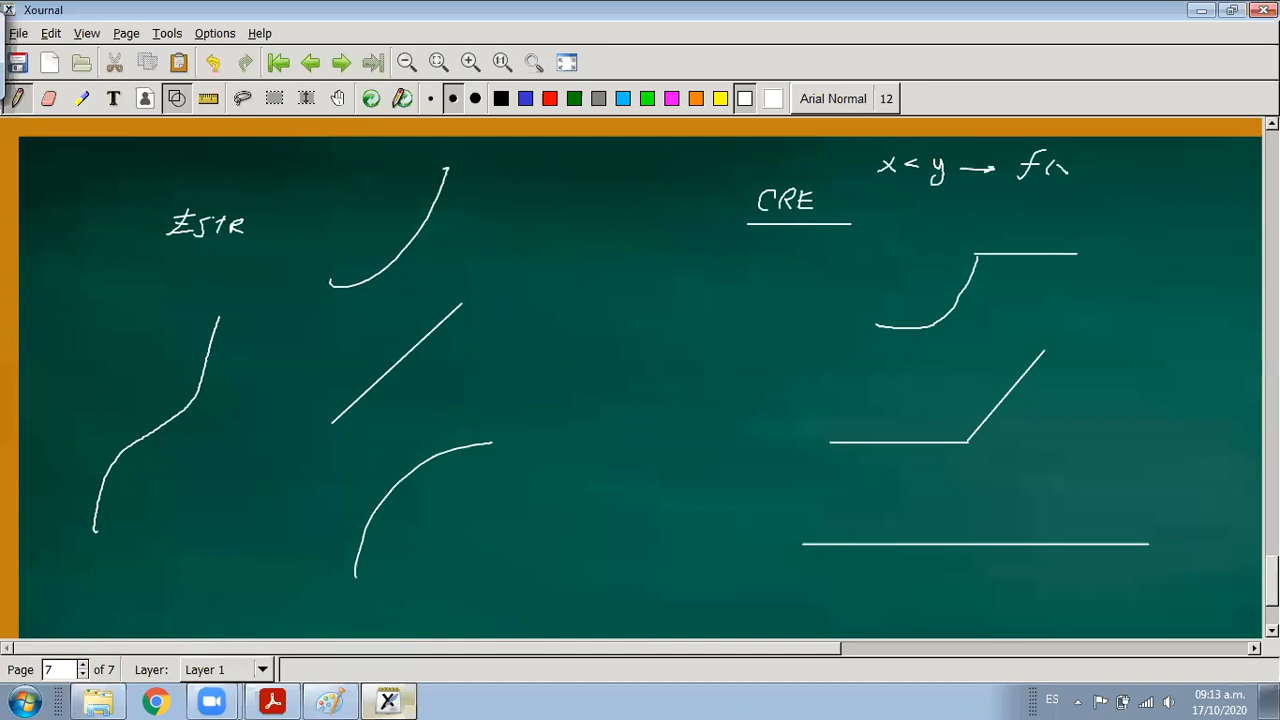 Xournal
File Edit View Page Tools Options Help
Arial Normal 12
x < y → f(x
CRE
ESTR
Page 7 of 7 Layer: Layer 1
ES 09:13 a.m.
17/10/2020